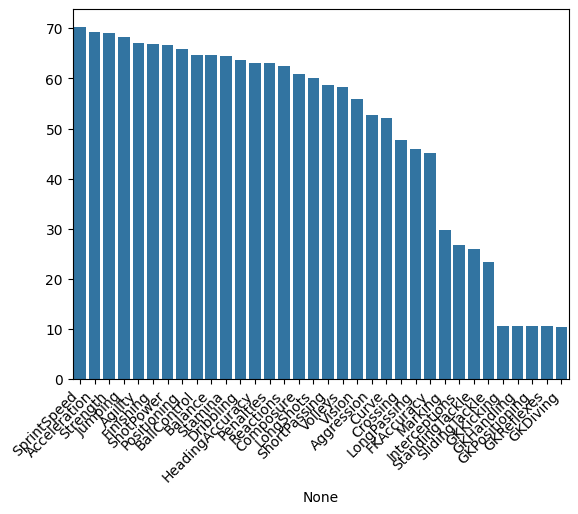 70
60
50
40
30
20
10
0
SprintSpeed
Acceleration
Strength
Jumping
Agility
Finishing
ShotPower
Positioning
BallControl
Balance
Stamina
Dribbling
HeadingAccuracy
Penalties
Reactions
Composure
LongShots
ShortPassing
Volleys
Vision
Aggression
Curve
Crossing
LongPassing
FKAccuracy
Marking
Interceptions
StandingTackle
SlidingTackle
GKKicking
GKHandling
GKPositioning
GKReflexes
GKDiving
None